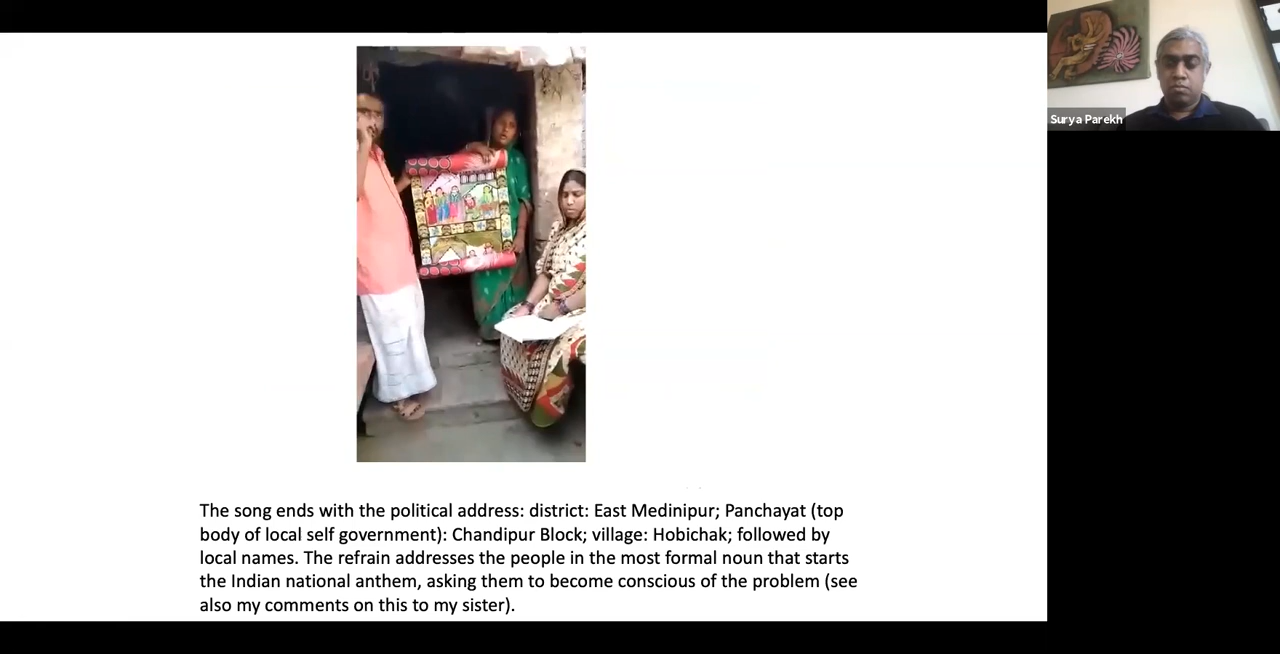 Surya Parekh
The song ends with the political address: district: East Medinipur; Panchayat (top
body of local self government): Chandipur Block; village: Hobichak; followed by
local names. The refrain addresses the people in the most formal noun that starts
the Indian national anthem, asking them to become conscious of the problem (see
also my comments on this to my sister).